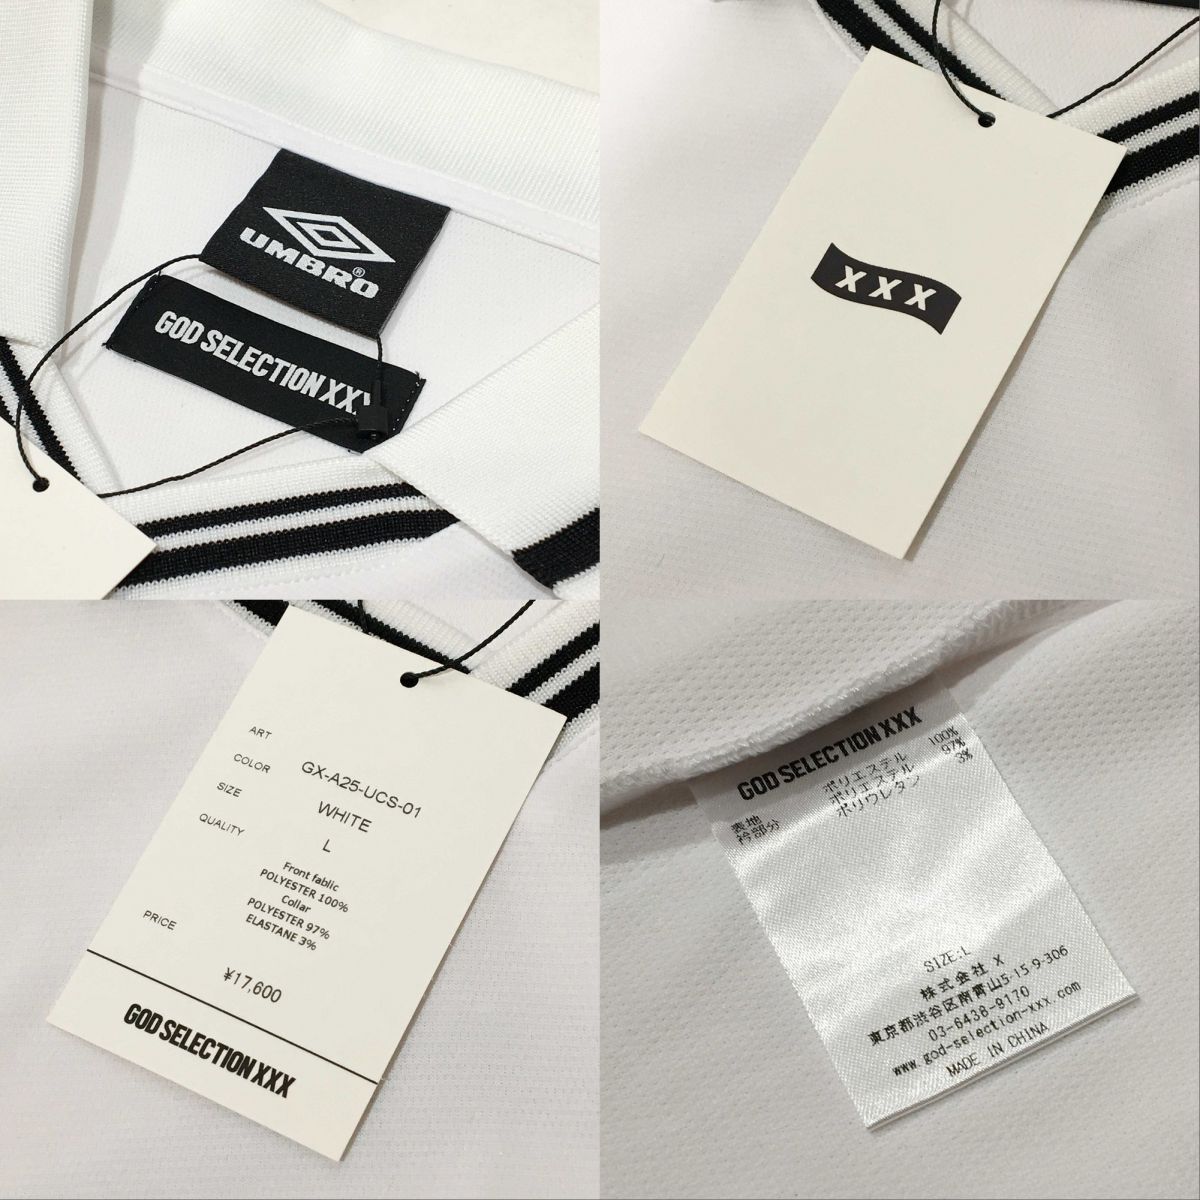 UMBRO®
GOD SELECTION XXX
XXX
ART GX-A25-UCS-01
COLOR WHITE
SIZE L
QUALITY Front fablic
POLYESTER 100%
Collar
POLYESTER 97%
ELASTANE 3%
PRICE ¥17,600
GOD SELECTION XXX
GOD SELECTION XXX
表地 ポリエステル 100%
衿部分 ポリエステル 97%
ポリウレタン 3%
SIZE:L
株式会社 X
東京都渋谷区南青山5-15-9-306
03-6438-9170
www.god-selection-xxx.com
MADE IN CHINA